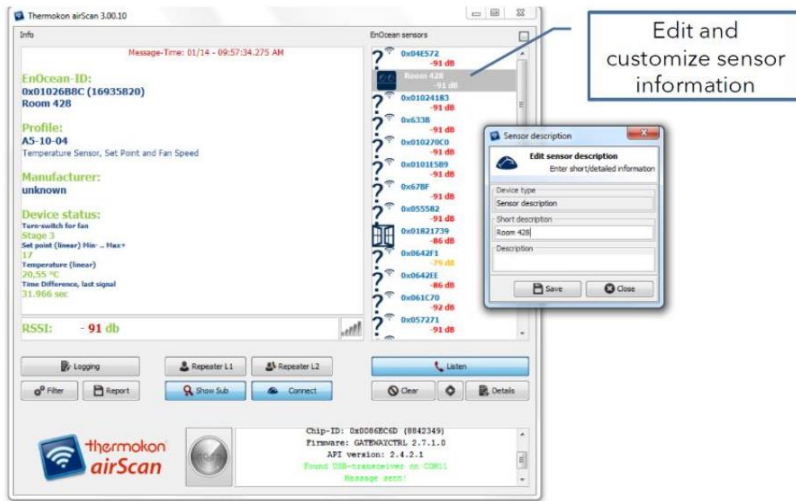 Thermokon airScan 3.00.10
Info
Message-Time: 01/14 - 09:57:34.275 AM
EnOcean-ID:
0x01026B8C (16935820)
Room 428
Profile:
A5-10-04
Temperature Sensor, Set Point and Fan Speed
Manufacturer:
unknown
Device status:
Turn-switch for fan
Stage 3
Set point (linear) Min- .. Max+
17
Temperature (linear)
20,55 °C
Time Difference, last signal
31.966 sec
RSSI: - 91 db
EnOcean sensors
0x04E572
-91 dB
Room 428
-91 dB
0x01024183
-91 dB
0x6338
-91 dB
0x010270C0
-91 dB
0x0101E5B9
-91 dB
0x678F
-91 dB
0x055582
-91 dB
0x01821739
-86 dB
0x0642F1
-79 dB
0x0642EE
-86 dB
0x061C70
-92 dB
0x057271
-91 dB
Edit and
customize sensor
information
Sensor description
Edit sensor description
Enter short/detailed information
Device type
Sensor description
Short description
Room 428
Description
Save Close
Logging Repeater L1 Repeater L2 Listen
Filter Report Show Sub Connect Clear Details
thermokon
airScan
Chip-ID: 0x0086EC6D (8842349)
Firmware: GATEWAYCTRL 2.7.1.0
API version: 2.4.2.1
Found USB-transceiver on COM11
Message sent!